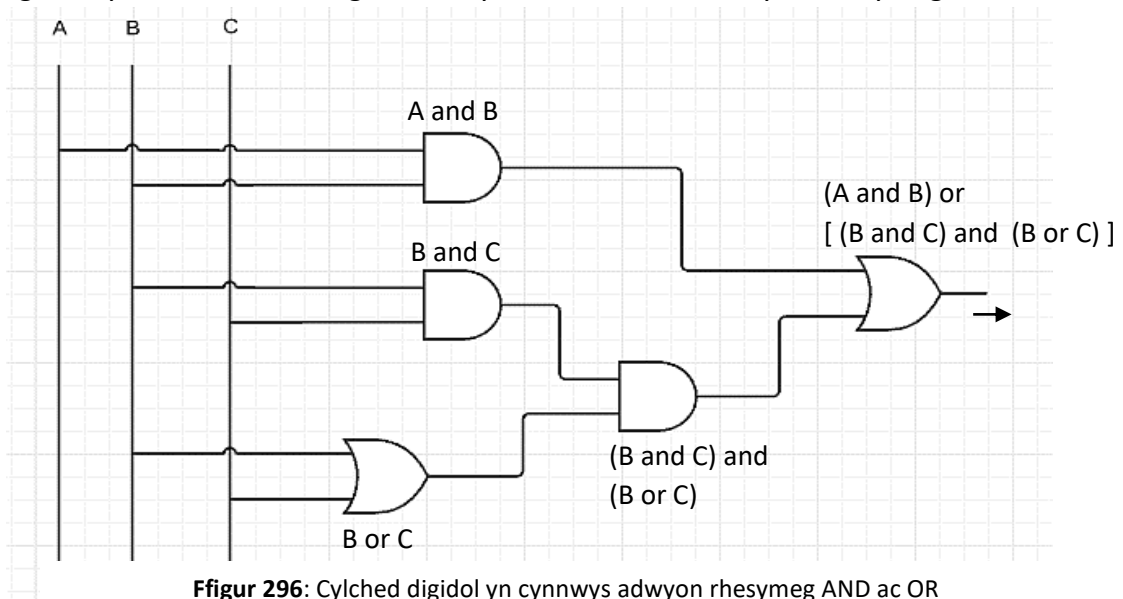 A B C
A and B
(A and B) or
[ (B and C) and (B or C) ]
B and C
(B and C) and
(B or C)
B or C
Ffigur 296: Cylched digidol yn cynnwys adwyon rhesymeg AND ac OR